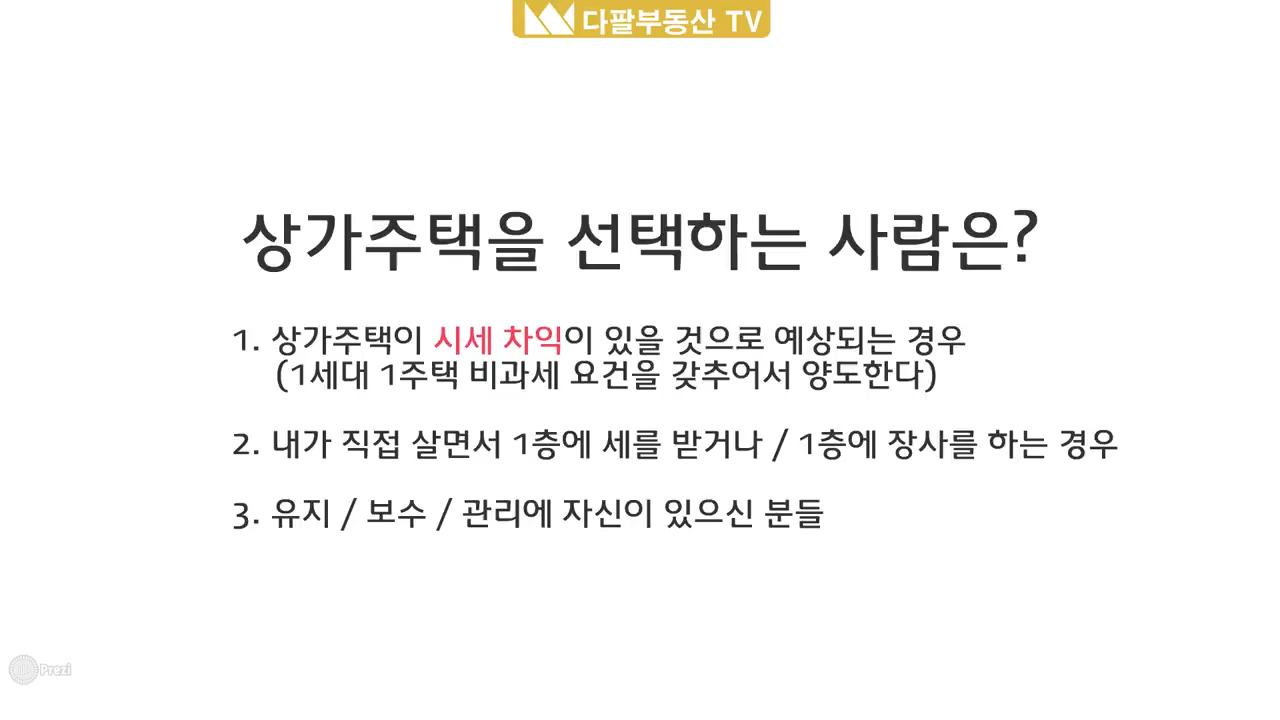 다팔부동산 TV
상가주택을 선택하는 사람은?
1. 상가주택이 시세 차익이 있을 것으로 예상되는 경우
(1세대 1주택 비과세 요건을 갖추어서 양도한다)
2. 내가 직접 살면서 1층에 세를 받거나 / 1층에 장사를 하는 경우
3. 유지 / 보수 / 관리에 자신이 있으신 분들
Prezi